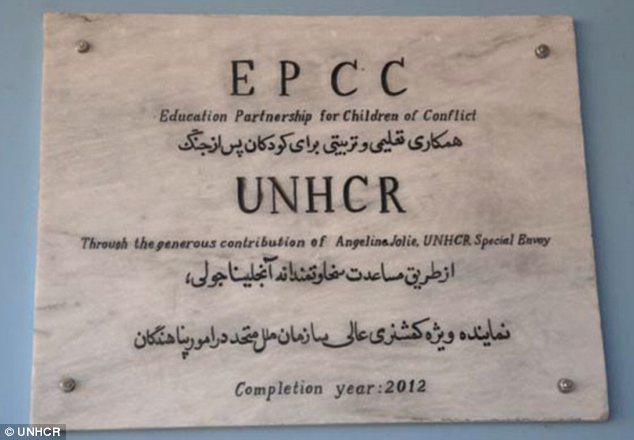 E P C C
Education Partnership for Children of Conflict
همکاری تعلیمی و تربیتی برای کودکان پس از جنگ
UNHCR
Through the generous contribution of Angelina Jolie, UNHCR Special Envoy
از طریق مساعدت سخاوتمندانه آنجلینا جولی،
نماینده ویژه کمشنری عالی سازمان ملل متحد در امور پناهندگان
Completion year:2012
© UNHCR